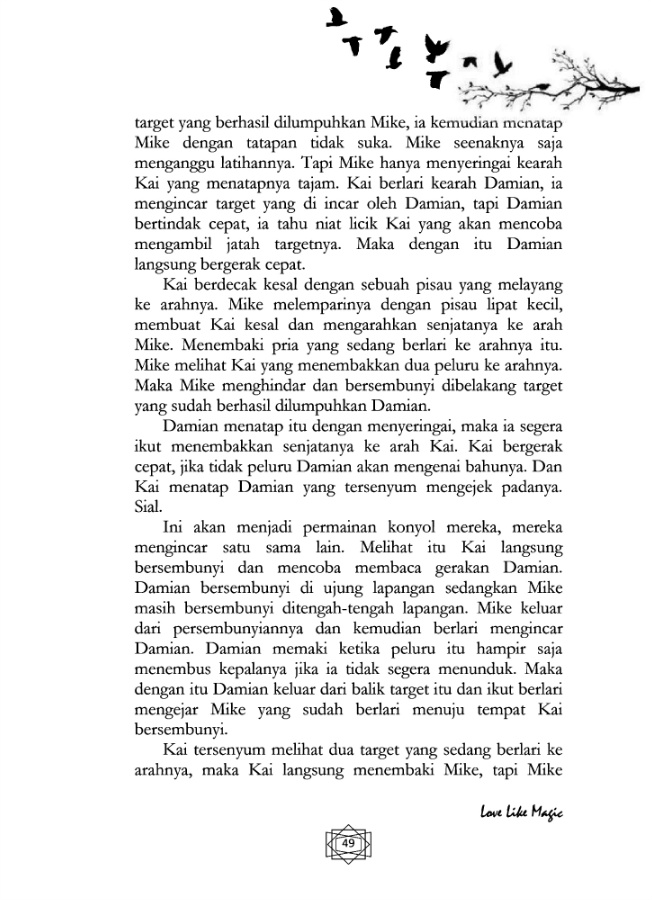 target yang berhasil dilumpuhkan Mike, ia kemudian menatap
Mike dengan tatapan tidak suka. Mike seenaknya saja
menganggu latihannya. Tapi Mike hanya menyeringai kearah
Kai yang menatapnya tajam. Kai berlari kearah Damian, ia
mengincar target yang di incar oleh Damian, tapi Damian
bertindak cepat, ia tahu niat licik Kai yang akan mencoba
mengambil jatah targetnya. Maka dengan itu Damian
langsung bergerak cepat.
Kai berdecak kesal dengan sebuah pisau yang melayang
ke arahnya. Mike melemparinya dengan pisau lipat kecil,
membuat Kai kesal dan mengarahkan senjatanya ke arah
Mike. Menembaki pria yang sedang berlari ke arahnya itu.
Mike melihat Kai yang menembakkan dua peluru ke arahnya.
Maka Mike menghindar dan bersembunyi dibelakang target
yang sudah berhasil dilumpuhkan Damian.
Damian menatap itu dengan menyeringai, maka ia segera
ikut menembakkan senjatanya ke arah Kai. Kai bergerak
cepat, jika tidak peluru Damian akan mengenai bahunya. Dan
Kai menatap Damian yang tersenyum mengejek padanya.
Sial.
Ini akan menjadi permainan konyol mereka, mereka
mengincar satu sama lain. Melihat itu Kai langsung
bersembunyi dan mencoba membaca gerakan Damian.
Damian bersembunyi di ujung lapangan sedangkan Mike
masih bersembunyi ditengah-tengah lapangan. Mike keluar
dari persembunyiannya dan kemudian berlari mengincar
Damian. Damian memaki ketika peluru itu hampir saja
menembus kepalanya jika ia tidak segera menunduk. Maka
dengan itu Damian keluar dari balik target itu dan ikut berlari
mengejar Mike yang sudah berlari menuju tempat Kai
bersembunyi.
Kai tersenyum melihat dua target yang sedang berlari ke
arahnya, maka Kai langsung menembaki Mike, tapi Mike
Love Like Magic
49